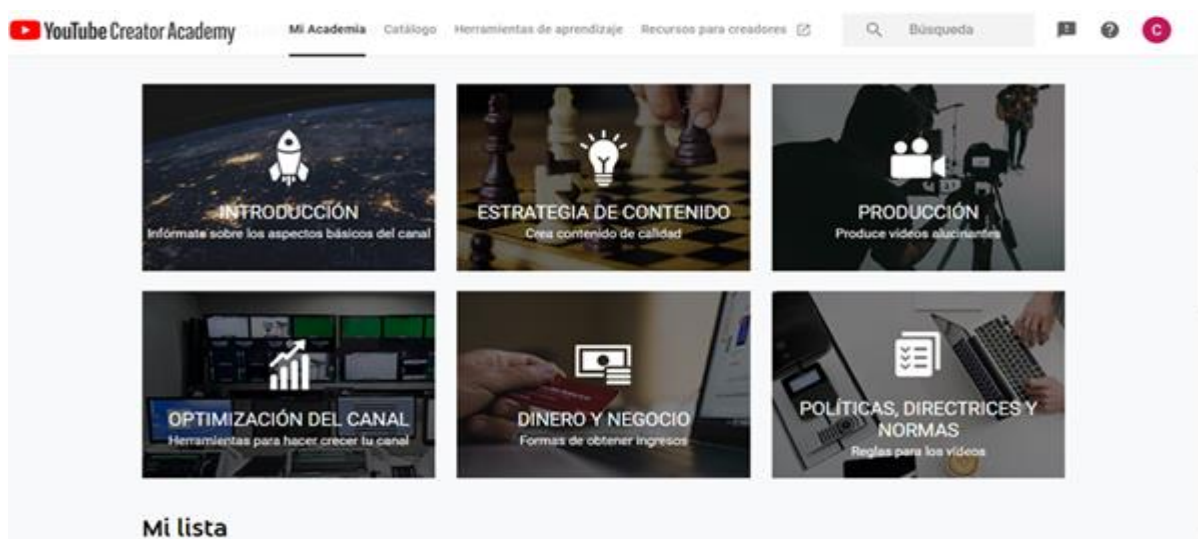 YouTube Creator Academy
Mi Academia
Catálogo
Herramientas de aprendizaje
Recursos para creadores
Búsqueda
C
INTRODUCCIÓN
Infórmate sobre los aspectos básicos del canal
ESTRATEGIA DE CONTENIDO
Crea contenido de calidad
PRODUCCIÓN
Produce vídeos alucinantes
OPTIMIZACIÓN DEL CANAL
Herramientas para hacer crecer tu canal
DINERO Y NEGOCIO
Formas de obtener ingresos
POLÍTICAS, DIRECTRICES Y
NORMAS
Reglas para los vídeos
Mi lista